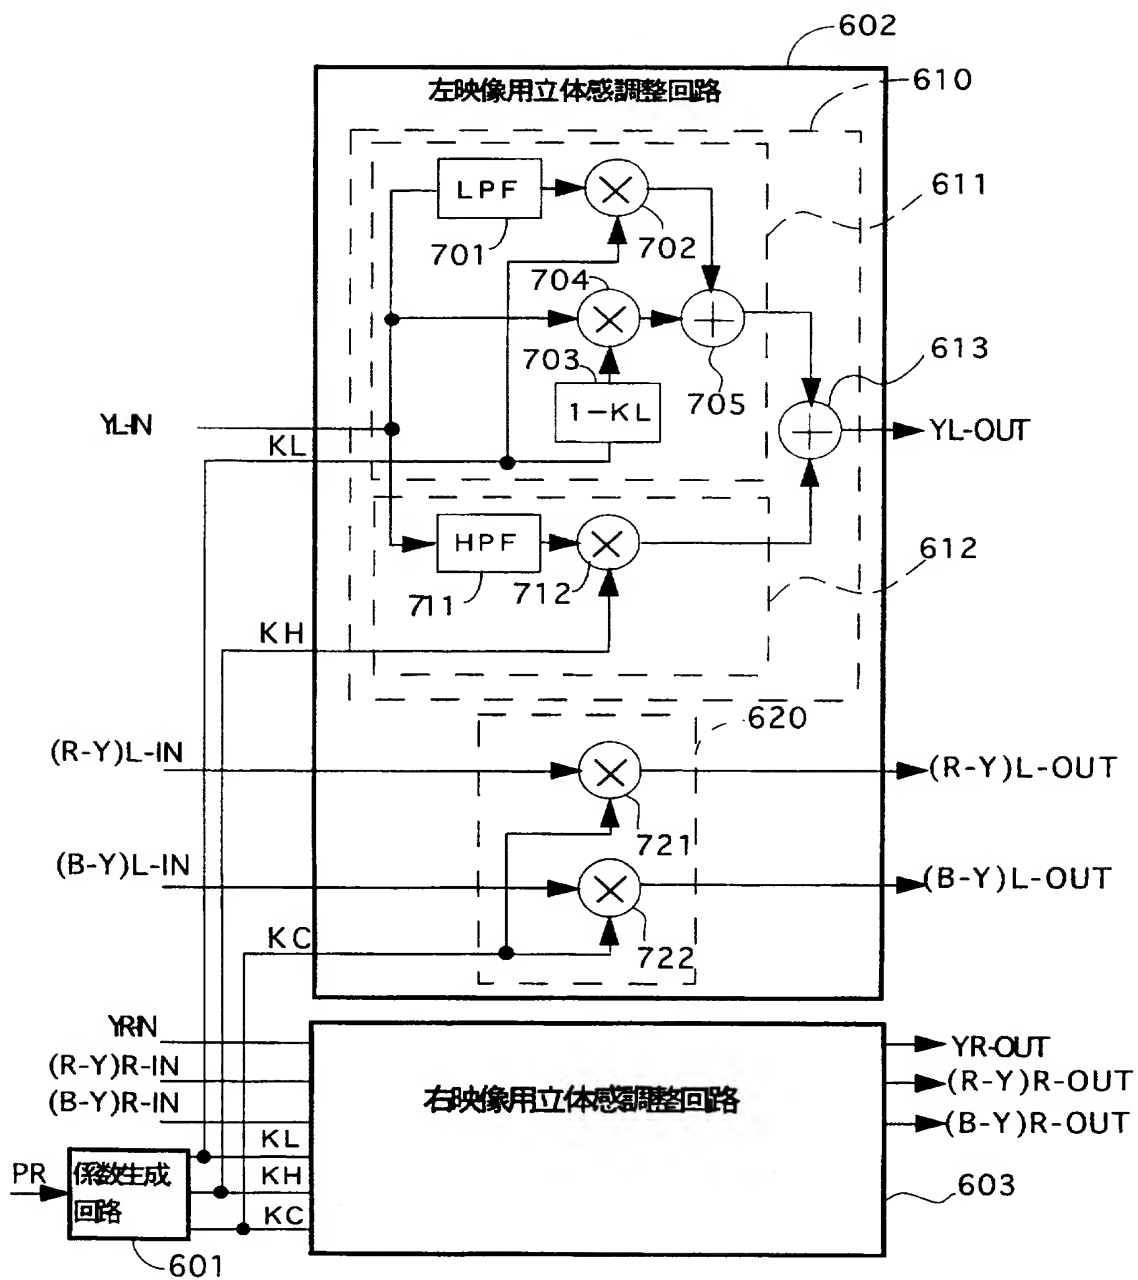 602
左映像用立体感調整回路
610
LPF
701
702
611
704
703
705
613
YL-IN
1-KL
YL-OUT
KL
HPF
711
712
612
KH
620
(R-Y)L-IN
(R-Y)L-OUT
721
(B-Y)L-IN
(B-Y)L-OUT
KC
722
YR-IN
YR-OUT
(R-Y)R-IN
(R-Y)R-OUT
(B-Y)R-IN
(B-Y)R-OUT
右映像用立体感調整回路
KL
PR
係数生成
回路
KH
KC
603
601